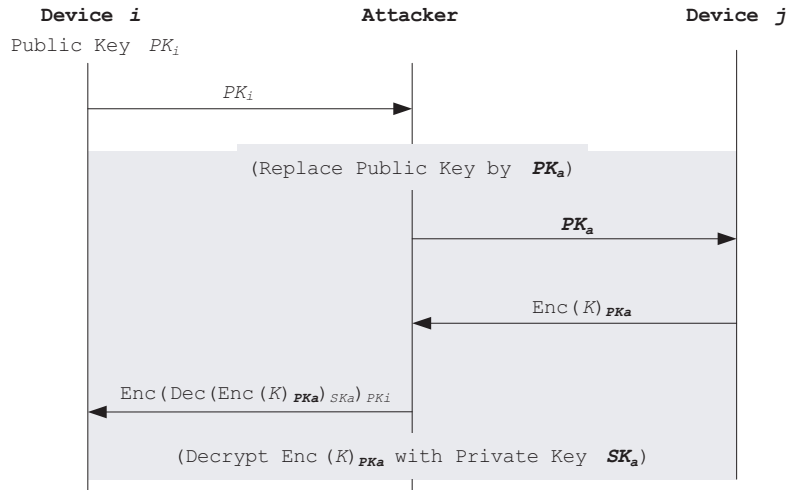 Device i Attacker Device j
Public Key PKi
PKi
(Replace Public Key by PKa)
PKa
Enc(K)PKa
Enc(Dec(Enc(K)PKa)SKa)PKi
(Decrypt Enc(K)PKa with Private Key SKa)